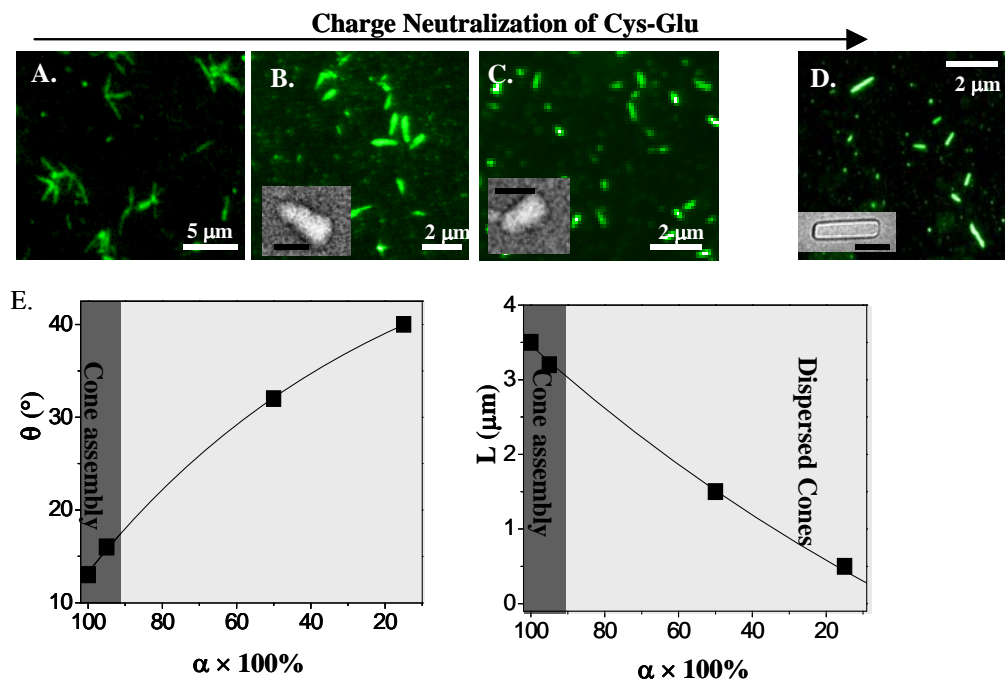 Charge Neutralization of Cys-Glu
A.
B.
C.
D.
5 μm
2 μm
2 μm
2 μm
E.
40
30
20
10
θ (°)
Cone assembly
100
80
60
40
20
α × 100%
4
3
2
1
0
L (μm)
Cone assembly
Dispersed Cones
100
80
60
40
20
α × 100%